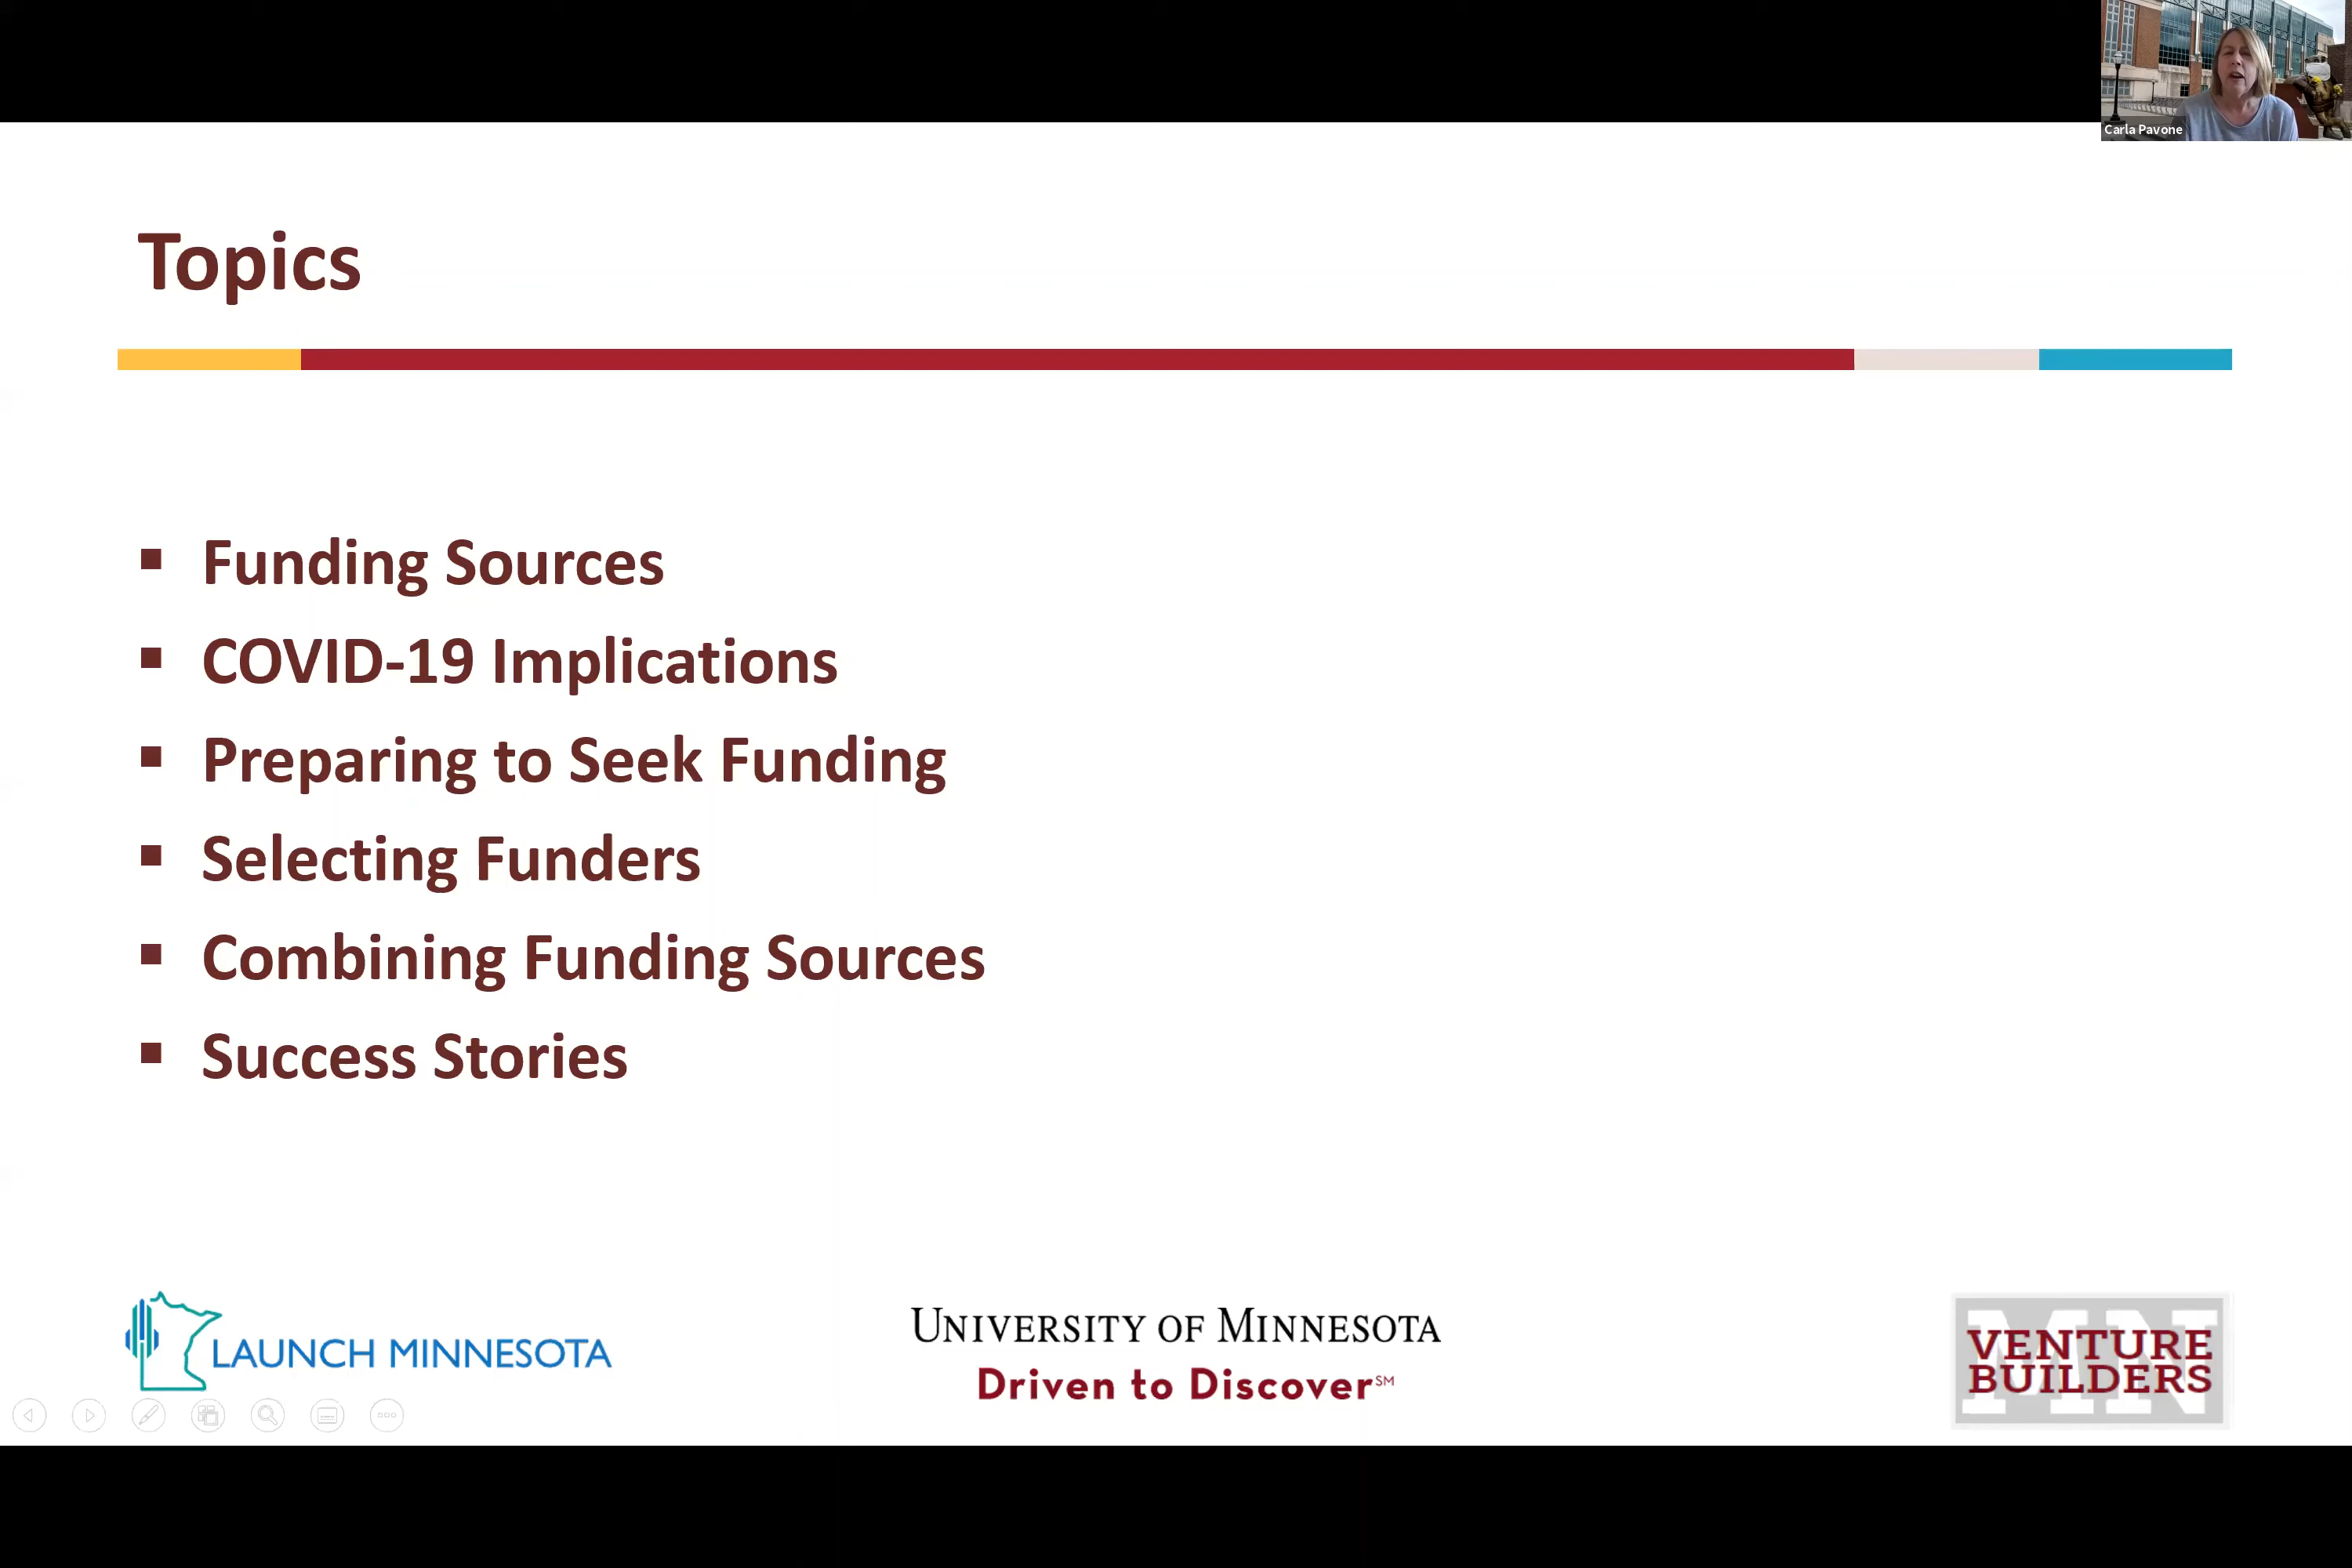 Carla Pavone
Topics
Funding Sources
COVID-19 Implications
Preparing to Seek Funding
Selecting Funders
Combining Funding Sources
Success Stories
LAUNCH MINNESOTA
UNIVERSITY OF MINNESOTA
Driven to Discover℠
MN
VENTURE
BUILDERS